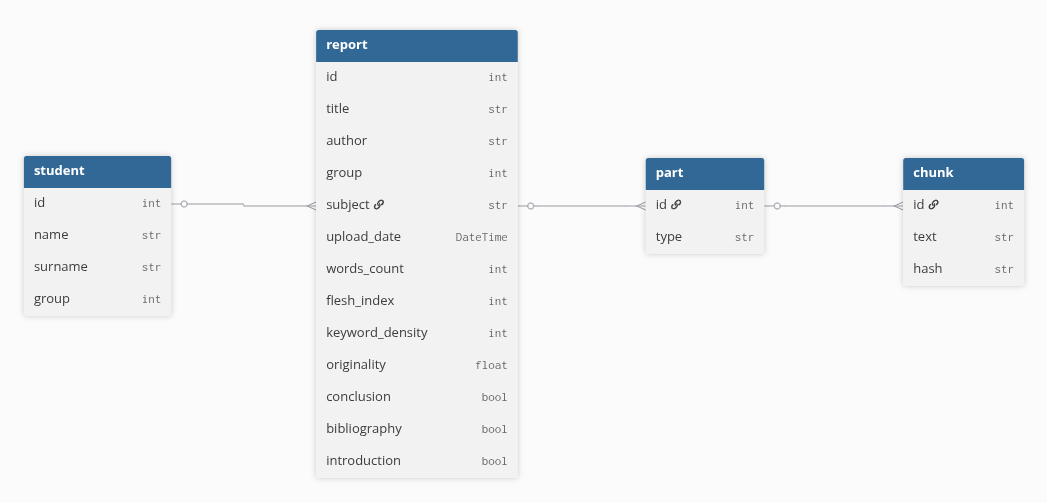 student
id int
name str
surname str
group int
report
id int
title str
author str
group int
subject str
upload_date DateTime
words_count int
flesh_index int
keyword_density int
originality float
conclusion bool
bibliography bool
introduction bool
part
id int
type str
chunk
id int
text str
hash str